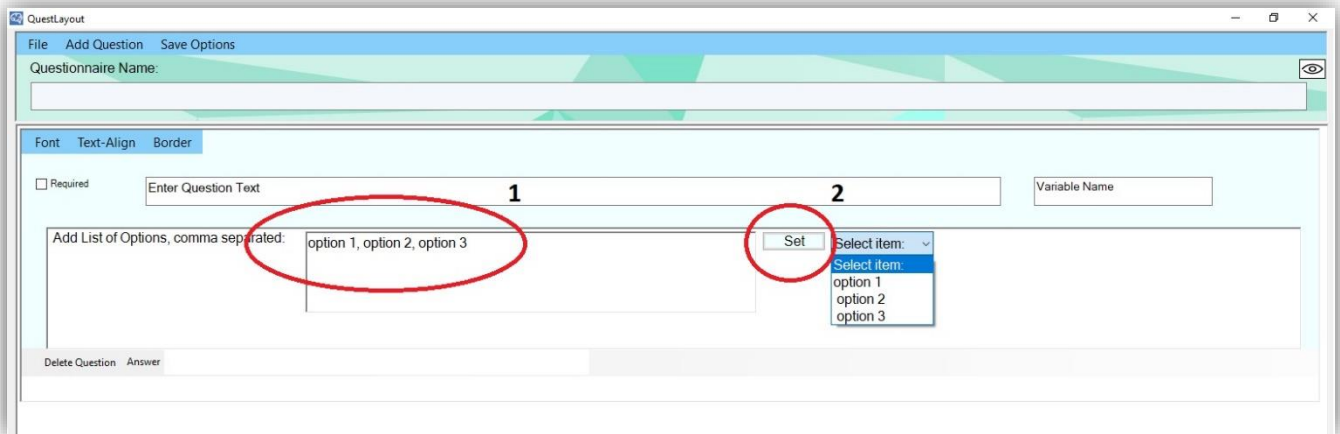 QuestLayout
File Add Question Save Options
Questionnaire Name:
Font Text-Align Border
Required Enter Question Text 1 2 Variable Name
Add List of Options, comma separated: option 1, option 2, option 3 Set Select item:
Select item:
option 1
option 2
option 3
Delete Question Answer